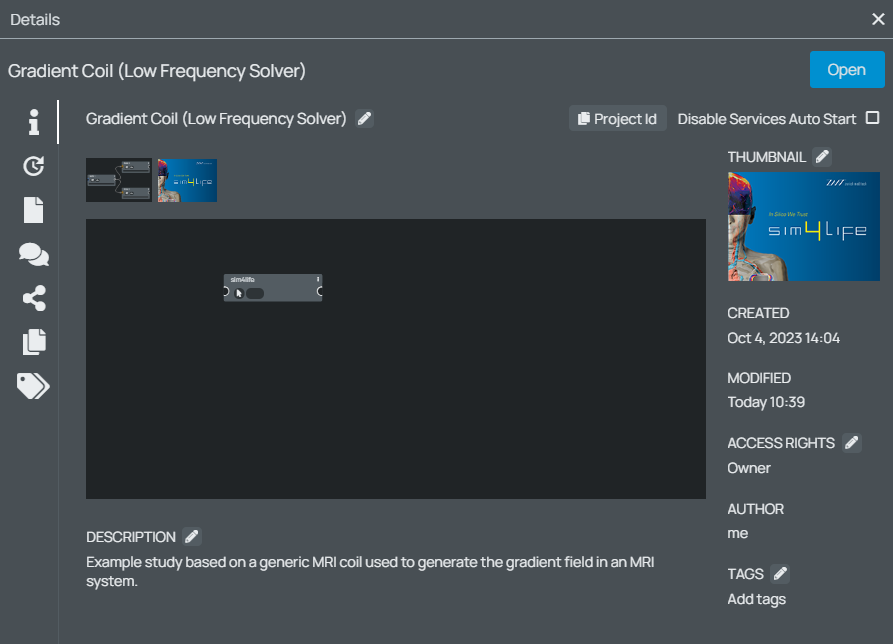 Details
Gradient Coil (Low Frequency Solver)
Open
Gradient Coil (Low Frequency Solver)
Project Id
Disable Services Auto Start
THUMBNAIL
In Silico We Trust
sim4life
sim4life
sim4life
CREATED
Oct 4, 2023 14:04
MODIFIED
Today 10:39
ACCESS RIGHTS
Owner
AUTHOR
me
TAGS
Add tags
DESCRIPTION
Example study based on a generic MRI coil used to generate the gradient field in an MRI
system.